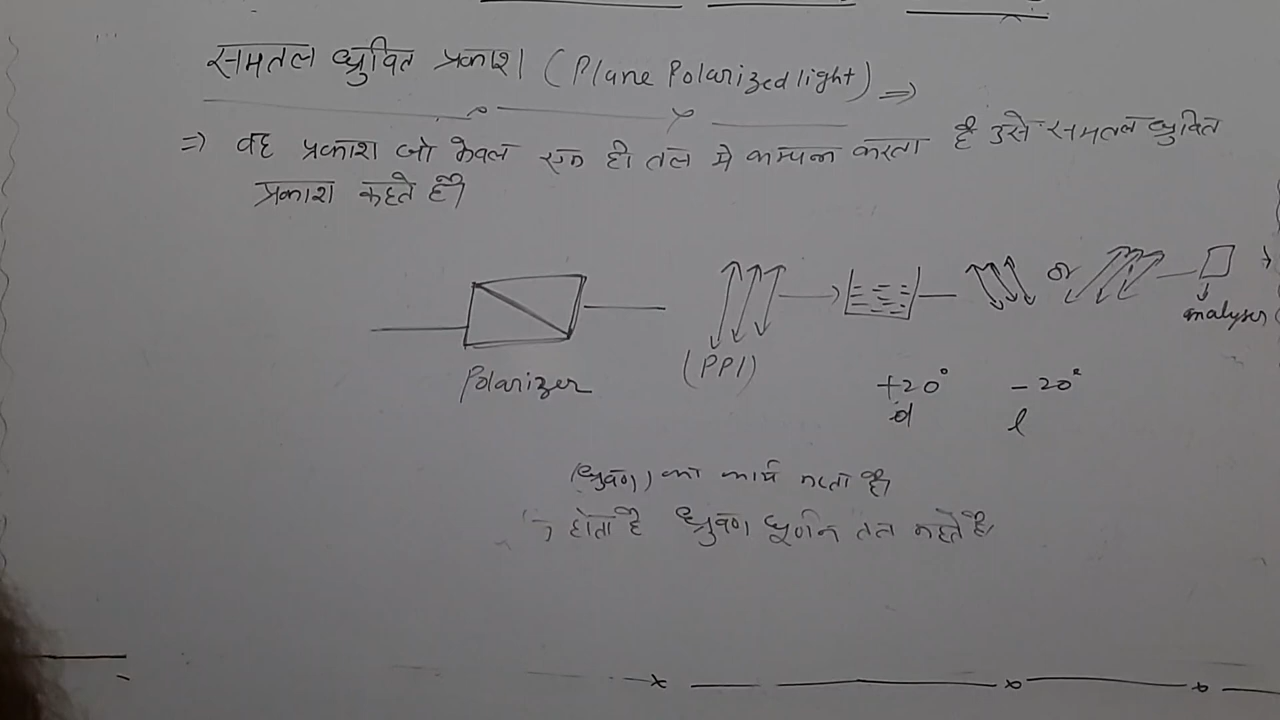 समतल ध्रुवित प्रकाश (Plane Polarized light) ⇒
⇒ वह प्रकाश जो केवल एक ही तल मे कम्पन करता है उसे समतल ध्रुवित
प्रकाश कहते है।
or
analyser
Polarizer
(PPl)
+20° -20°
d l
(ध्रुवण) का कार्य करता है।
होता है ध्रुवण घूर्णन तल कहते है